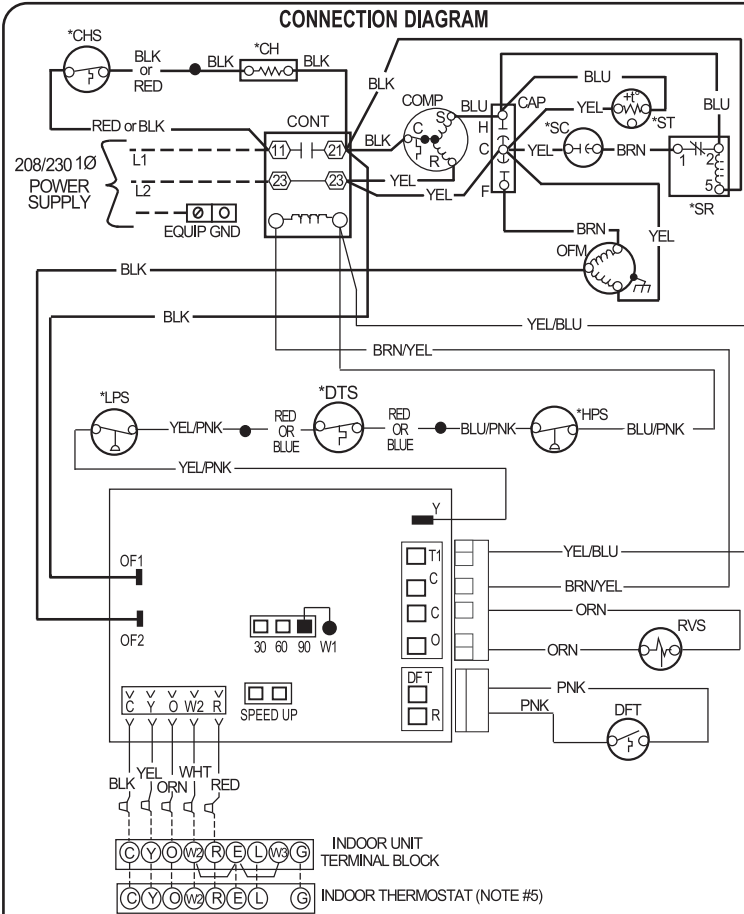 CONNECTION DIAGRAM
*CHS
BLK
or
RED
*CH
BLK
BLK
BLK
COMP
BLU
CAP
BLU
YEL
+t°
*ST
BLU
CONT
RED or BLK
208/230 1Ø
POWER
SUPPLY
L1
11
21
BLK
C
S
R
H
C
F
YEL
*SC
BRN
1
2
5
*SR
L2
23
23
YEL
YEL
EQUIP GND
BRN
OFM
YEL
BLK
BLK
YEL/BLU
BRN/YEL
*LPS
YEL/PNK
RED
OR
BLUE
*DTS
RED
OR
BLUE
BLU/PNK
*HPS
BLU/PNK
YEL/PNK
Y
OF1
T1
YEL/BLU
C
BRN/YEL
C
ORN
OF2
30 60 90 W1
O
ORN
RVS
DFT
PNK
R
PNK
DFT
C Y O W2 R
SPEED UP
BLK
YEL
ORN
WHT
RED
C Y O W2 R E L W3 G
INDOOR UNIT
TERMINAL BLOCK
C Y O W2 R E L G
INDOOR THERMOSTAT (NOTE #5)